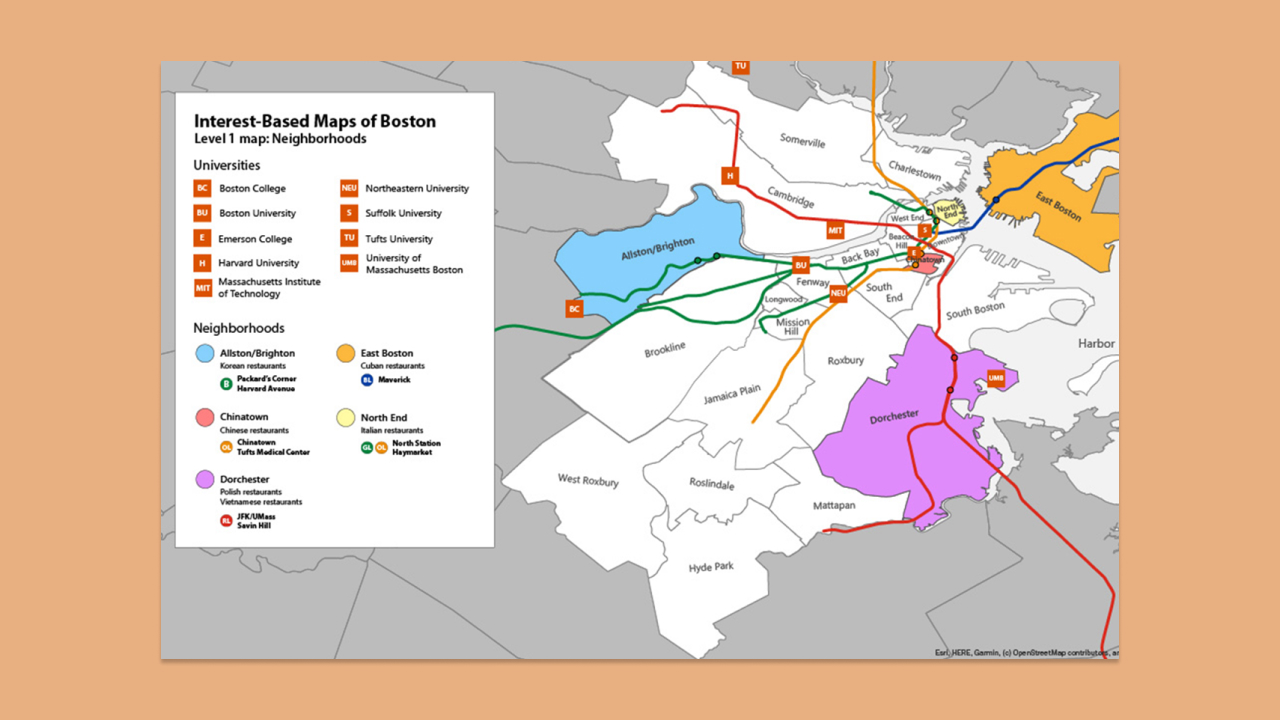 Interest-Based Maps of Boston
Level 1 map: Neighborhoods
Universities
BC Boston College
BU Boston University
E Emerson College
H Harvard University
MIT Massachusetts Institute
of Technology
NEU Northeastern University
S Suffolk University
TU Tufts University
UMB University of
Massachusetts Boston
Neighborhoods
Allston/Brighton
Korean restaurants
B Packard's Corner
Harvard Avenue
East Boston
Cuban restaurants
BL Maverick
Chinatown
Chinese restaurants
OL Chinatown
Tufts Medical Center
North End
Italian restaurants
GL OL North Station
Haymarket
Dorchester
Polish restaurants
Vietnamese restaurants
RL JFK/UMass
Savin Hill
TU
Somerville
Charlestown
H
Cambridge
North
End
East Boston
West End
MIT
S
Beacon
Hill
Downtown
Allston/Brighton
Back Bay
Chinatown
BU
Fenway
BC
NEU
South
End
Longwood
Mission
Hill
South Boston
Harbor
Brookline
Roxbury
UMB
Jamaica Plain
Dorchester
West Roxbury
Roslindale
Mattapan
Hyde Park
Esri, HERE, Garmin, (c) OpenStreetMap contributors, an